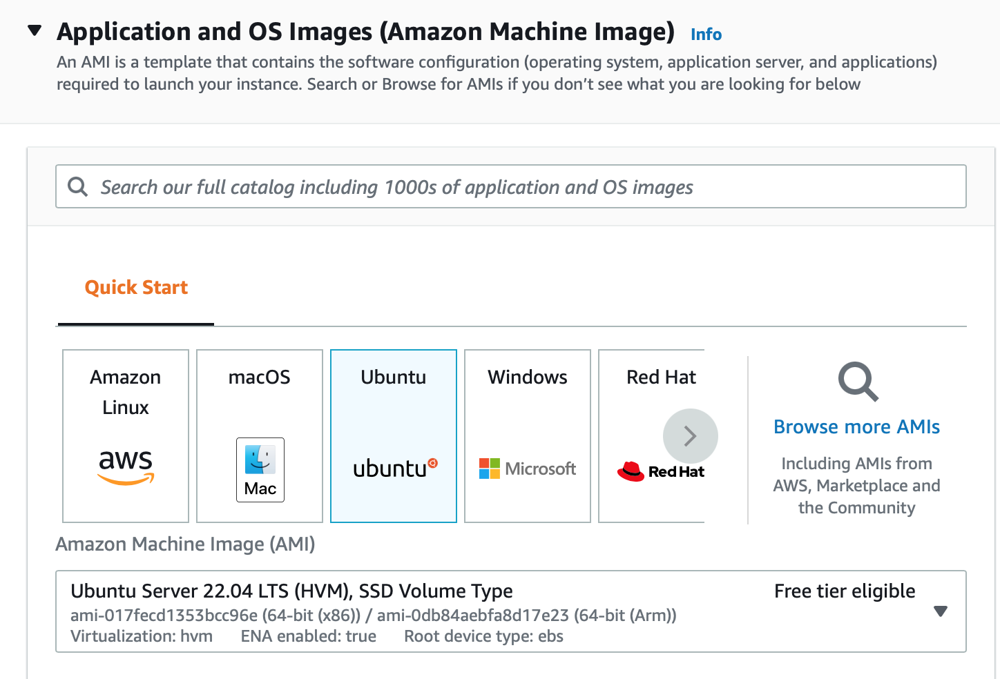 Application and OS Images (Amazon Machine Image) Info
An AMI is a template that contains the software configuration (operating system, application server, and applications)
required to launch your instance. Search or Browse for AMIs if you don’t see what you are looking for below
Search our full catalog including 1000s of application and OS images
Quick Start
Amazon
Linux
aws
macOS
Mac
Ubuntu
ubuntu
Windows
Microsoft
Red Hat
Red Hat
Browse more AMIs
Including AMIs from
AWS, Marketplace and
the Community
Amazon Machine Image (AMI)
Ubuntu Server 22.04 LTS (HVM), SSD Volume Type
Free tier eligible
ami-017fecd1353bcc96e (64-bit (x86)) / ami-0db84aebfa8d17e23 (64-bit (Arm))
Virtualization: hvm ENA enabled: true Root device type: ebs